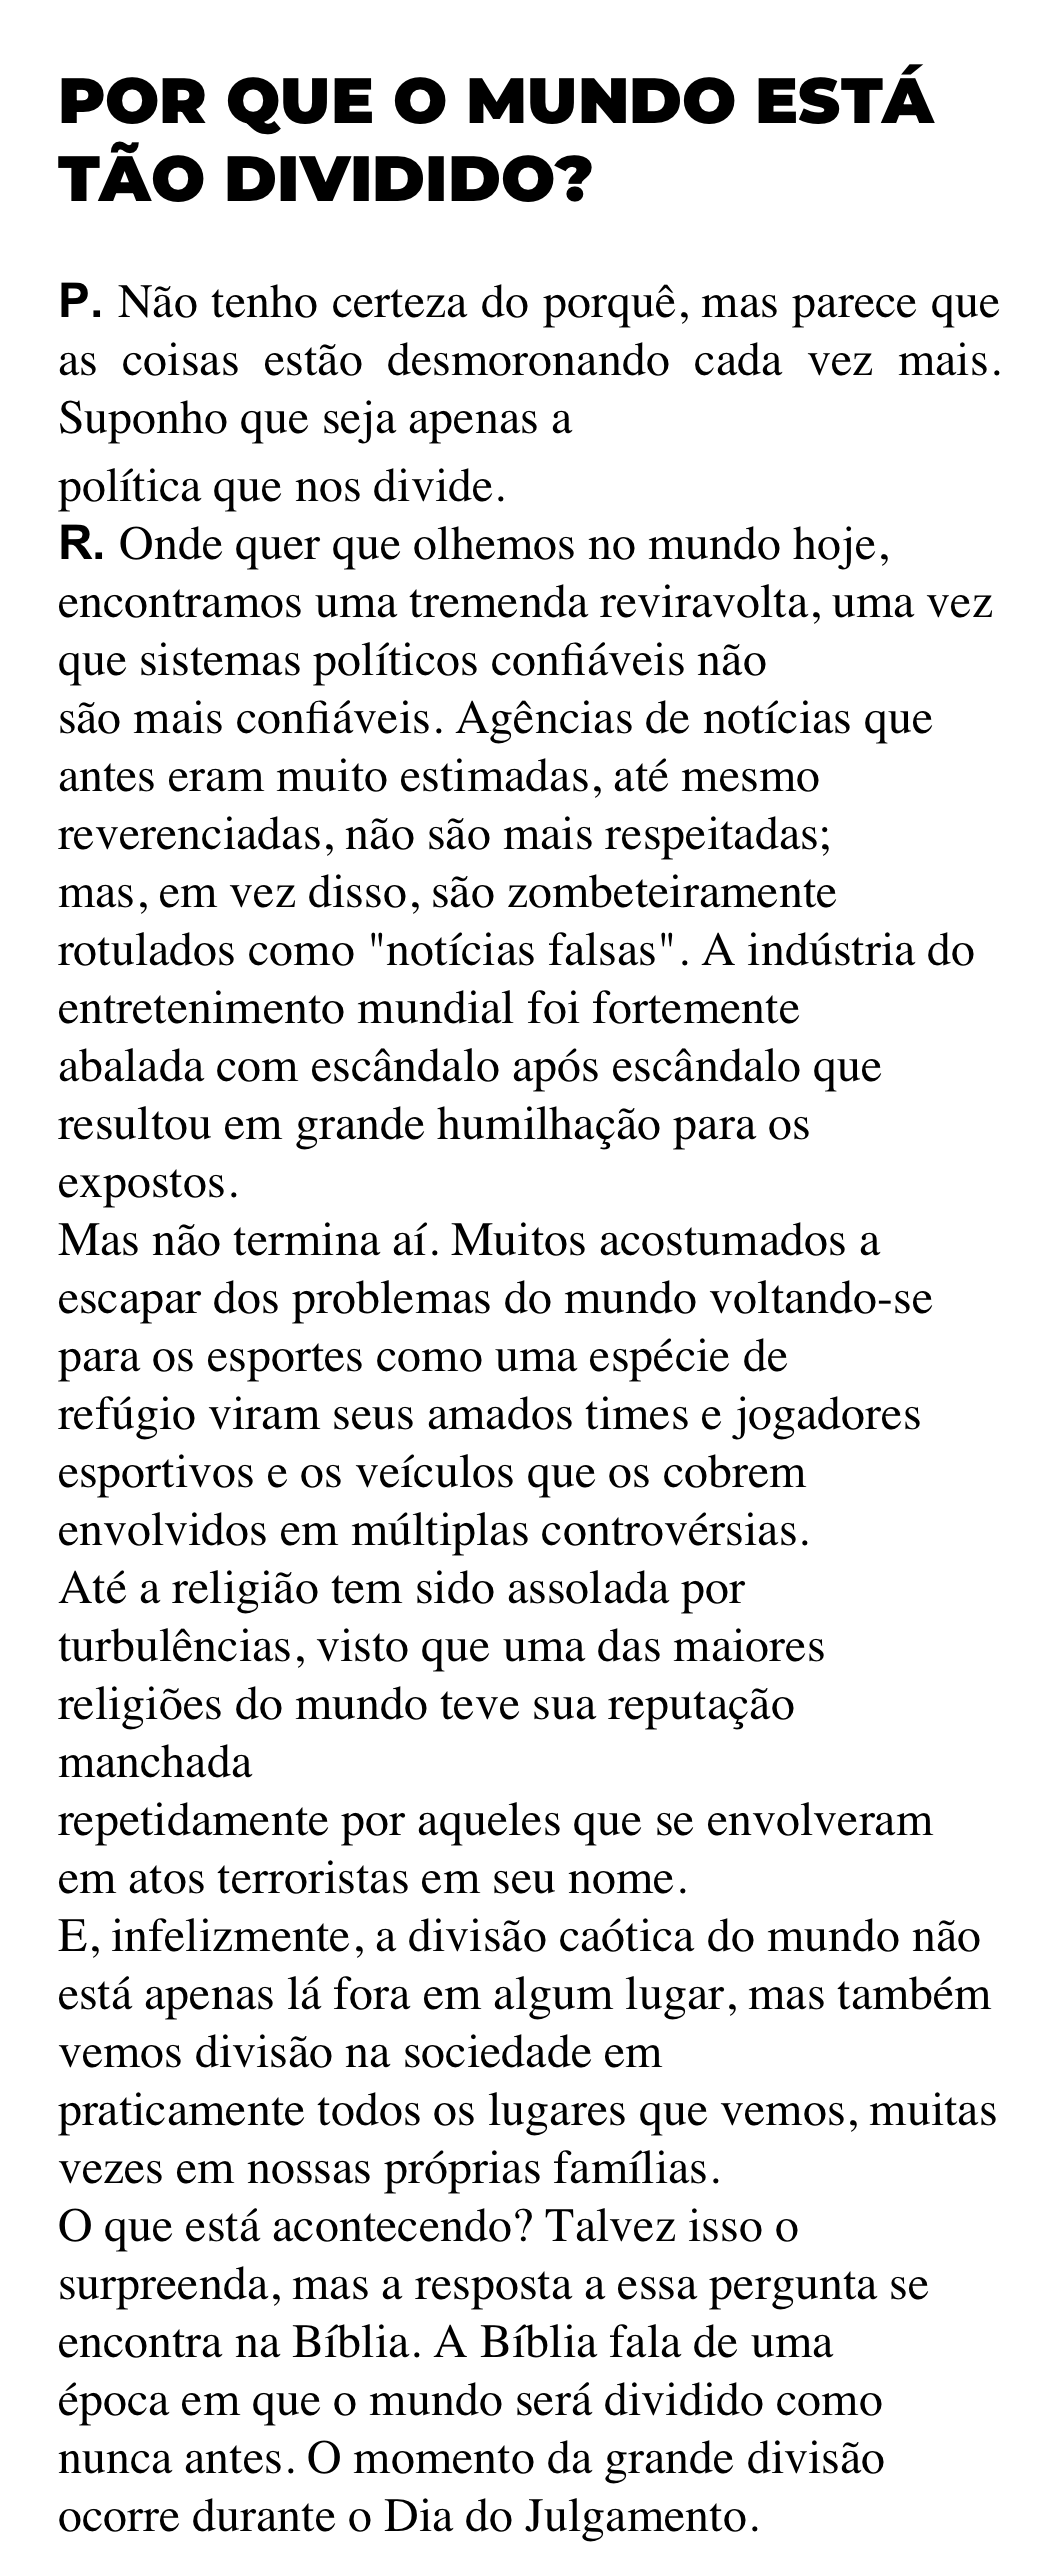 POR QUE O MUNDO ESTÁ
TÃO DIVIDIDO?
P. Não tenho certeza do porquê, mas parece que
as coisas estão desmoronando cada vez mais.
Suponho que seja apenas a
política que nos divide.
R. Onde quer que olhemos no mundo hoje,
encontramos uma tremenda reviravolta, uma vez
que sistemas políticos confiáveis não
são mais confiáveis. Agências de notícias que
antes eram muito estimadas, até mesmo
reverenciadas, não são mais respeitadas;
mas, em vez disso, são zombeteiramente
rotulados como "notícias falsas". A indústria do
entretenimento mundial foi fortemente
abalada com escândalo após escândalo que
resultou em grande humilhação para os
expostos.
Mas não termina aí. Muitos acostumados a
escapar dos problemas do mundo voltando-se
para os esportes como uma espécie de
refúgio viram seus amados times e jogadores
esportivos e os veículos que os cobrem
envolvidos em múltiplas controvérsias.
Até a religião tem sido assolada por
turbulências, visto que uma das maiores
religiões do mundo teve sua reputação
manchada
repetidamente por aqueles que se envolveram
em atos terroristas em seu nome.
E, infelizmente, a divisão caótica do mundo não
está apenas lá fora em algum lugar, mas também
vemos divisão na sociedade em
praticamente todos os lugares que vemos, muitas
vezes em nossas próprias famílias.
O que está acontecendo? Talvez isso o
surpreenda, mas a resposta a essa pergunta se
encontra na Bíblia. A Bíblia fala de uma
época em que o mundo será dividido como
nunca antes. O momento da grande divisão
ocorre durante o Dia do Julgamento.